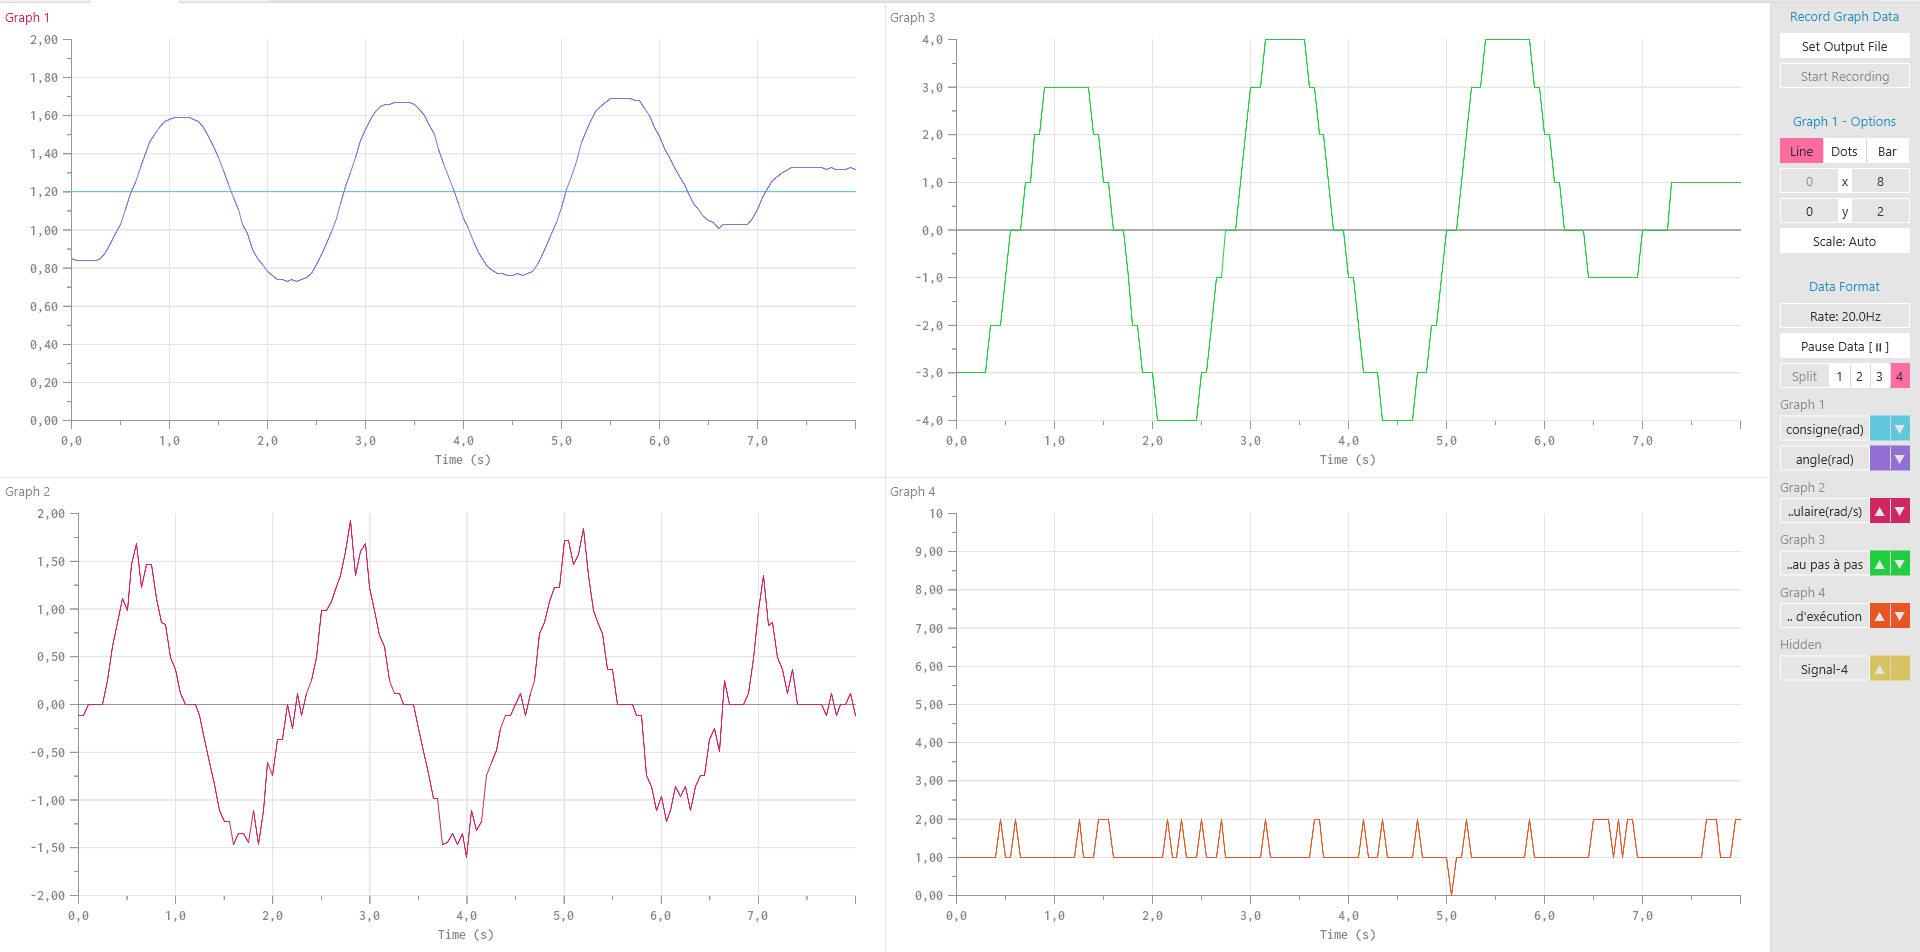 Graph 1
2,00
1,80
1,60
1,40
1,20
1,00
0,80
0,60
0,40
0,20
0,00
0,0 1,0 2,0 3,0 4,0 5,0 6,0 7,0
Time (s)
Graph 3
4,0
3,0
2,0
1,0
0,0
-1,0
-2,0
-3,0
-4,0
0,0 1,0 2,0 3,0 4,0 5,0 6,0 7,0
Time (s)
Graph 2
2,00
1,50
1,00
0,50
0,00
-0,50
-1,00
-1,50
-2,00
0,0 1,0 2,0 3,0 4,0 5,0 6,0 7,0
Time (s)
Graph 4
10
9,00
8,00
7,00
6,00
5,00
4,00
3,00
2,00
1,00
0,00
0,0 1,0 2,0 3,0 4,0 5,0 6,0 7,0
Time (s)
Record Graph Data
Set Output File
Start Recording
Graph 1 - Options
Line Dots Bar
0 x 8
0 y 2
Scale: Auto
Data Format
Rate: 20.0Hz
Pause Data [⏸]
Split 1 2 3 4
Graph 1
consigne(rad) ▼
angle(rad) ▼
Graph 2
..ulaire(rad/s) ▲ ▼
Graph 3
..au pas à pas ▲ ▼
Graph 4
.. d'exécution ▲ ▼
Hidden
Signal-4 ▲